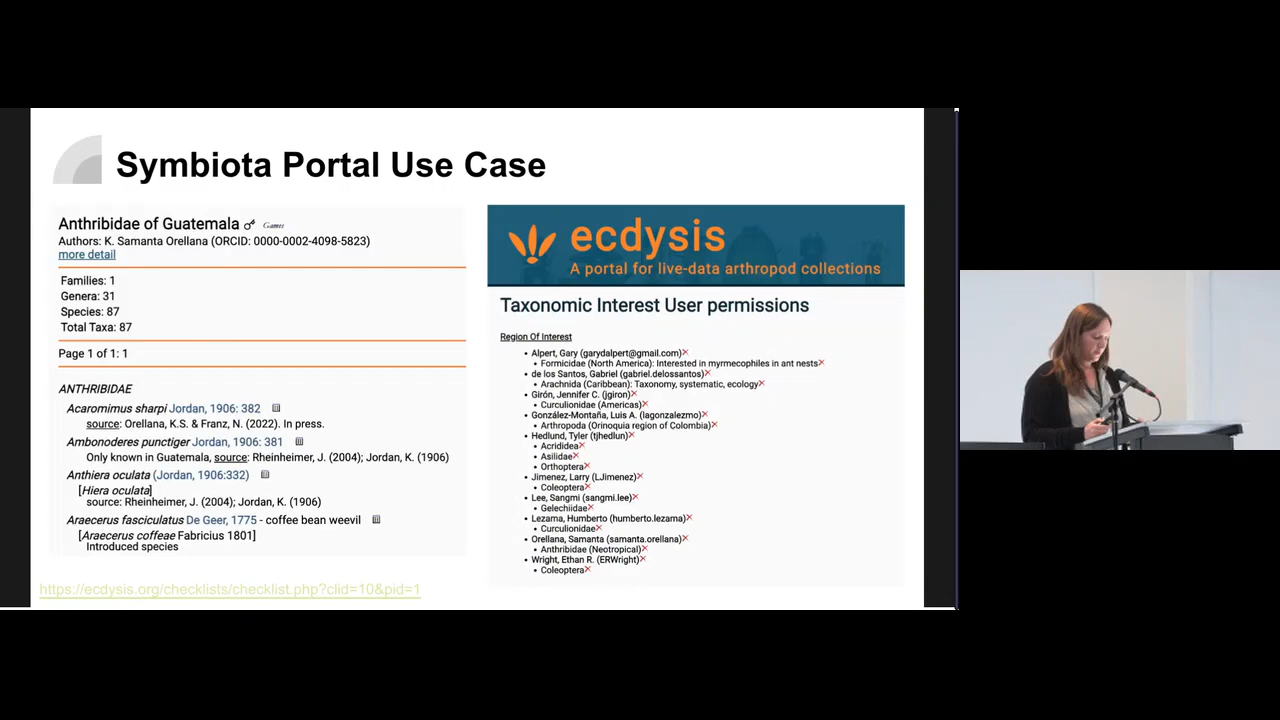 Symbiota Portal Use Case
Anthribidae of Guatemala Games
Authors: K. Samanta Orellana (ORCID: 0000-0002-4098-5823)
more detail
Families: 1
Genera: 31
Species: 87
Total Taxa: 87
Page 1 of 1: 1
ANTHRIBIDAE
Acaromimus sharpi Jordan, 1906: 382
source: Orellana, K.S. & Franz, N. (2022). In press.
Ambonoderes punctiger Jordan, 1906: 381
Only known in Guatemala, source: Rheinheimer, J. (2004); Jordan, K. (1906)
Anthiera oculata (Jordan, 1906:332)
[Hiera oculata]
source: Rheinheimer, J. (2004); Jordan, K. (1906)
Araecerus fasciculatus De Geer, 1775 - coffee bean weevil
[Araecerus coffeae Fabricius 1801]
Introduced species
https://ecdysis.org/checklists/checklist.php?clid=10&pid=1
ecdysis
A portal for live-data arthropod collections
Taxonomic Interest User permissions
Region Of Interest
• Alpert, Gary (garydalpert@gmail.com)
• Formicidae (North America): Interested in myrmecophiles in ant nests
• de los Santos, Gabriel (gabriel.delossantos)
• Arachnida (Caribbean): Taxonomy, systematic, ecology
• Girón, Jennifer C. (jgiron)
• Curculionidae (Americas)
• González-Montaña, Luis A. (lagonzalezmo)
• Arthropoda (Orinoquia region of Colombia)
• Hedlund, Tyler (tjhedlun)
• Acrididea
• Asilidae
• Orthoptera
• Jimenez, Larry (LJimenez)
• Coleoptera
• Lee, Sangmi (sangmi.lee)
• Gelechiidae
• Lezama, Humberto (humberto.lezama)
• Curculionidae
• Orellana, Samanta (samanta.orellana)
• Anthribidae (Neotropical)
• Wright, Ethan R. (ERWright)
• Coleoptera